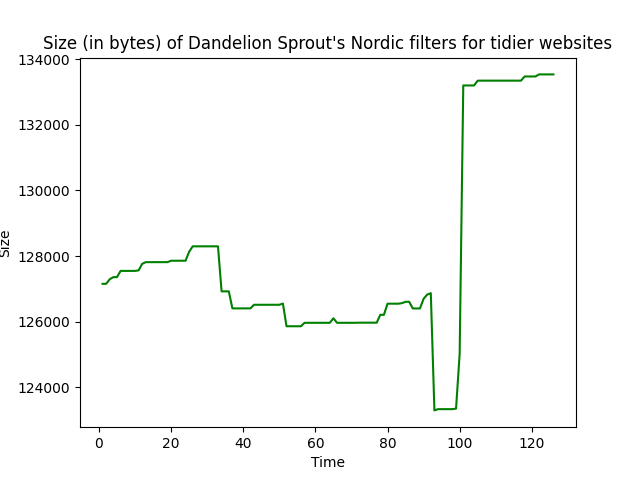 Size (in bytes) of Dandelion Sprout's Nordic filters for tidier websites
134000
132000
130000
128000
126000
124000
Size
0 20 40 60 80 100 120
Time